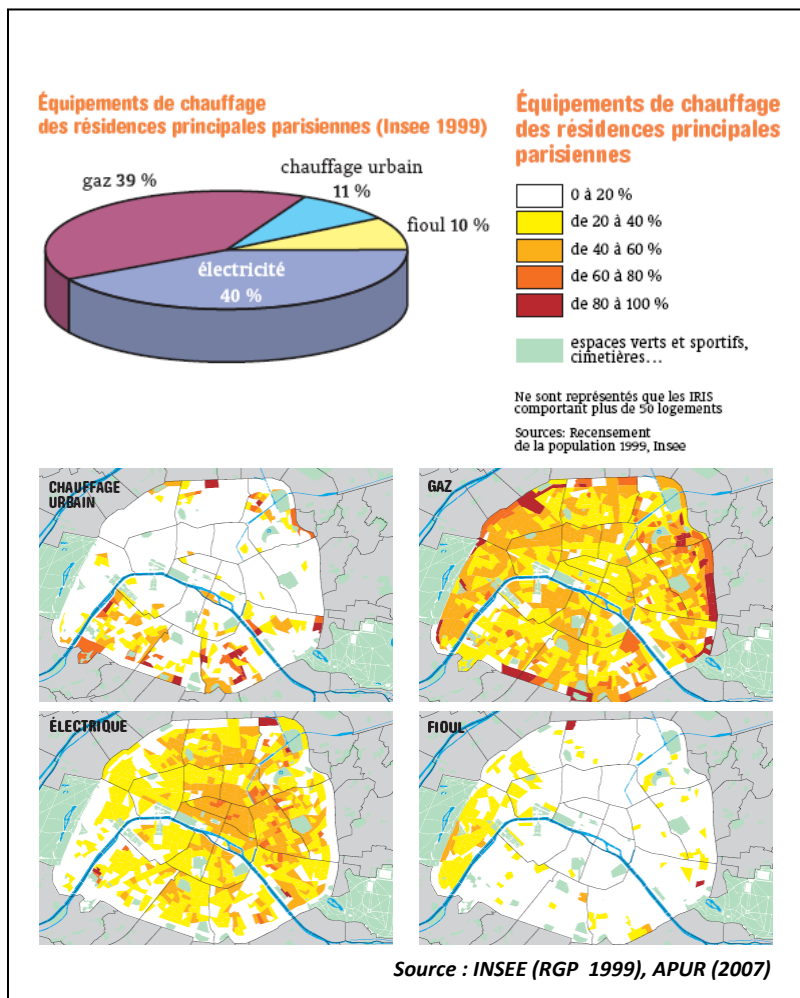 Équipements de chauffage
des résidences principales parisiennes (Insee 1999)
gaz 39 %
chauffage urbain
11 %
fioul 10 %
électricité
40 %
Équipements de chauffage
des résidences principales
parisiennes
0 à 20 %
de 20 à 40 %
de 40 à 60 %
de 60 à 80 %
de 80 à 100 %
espaces verts et sportifs,
cimetières...
Ne sont représentés que les IRIS
comportant plus de 50 logements
Sources: Recensement
de la population 1999, Insee
CHAUFFAGE
URBAIN
GAZ
ÉLECTRIQUE
FIOUL
Source : INSEE (RGP 1999), APUR (2007)